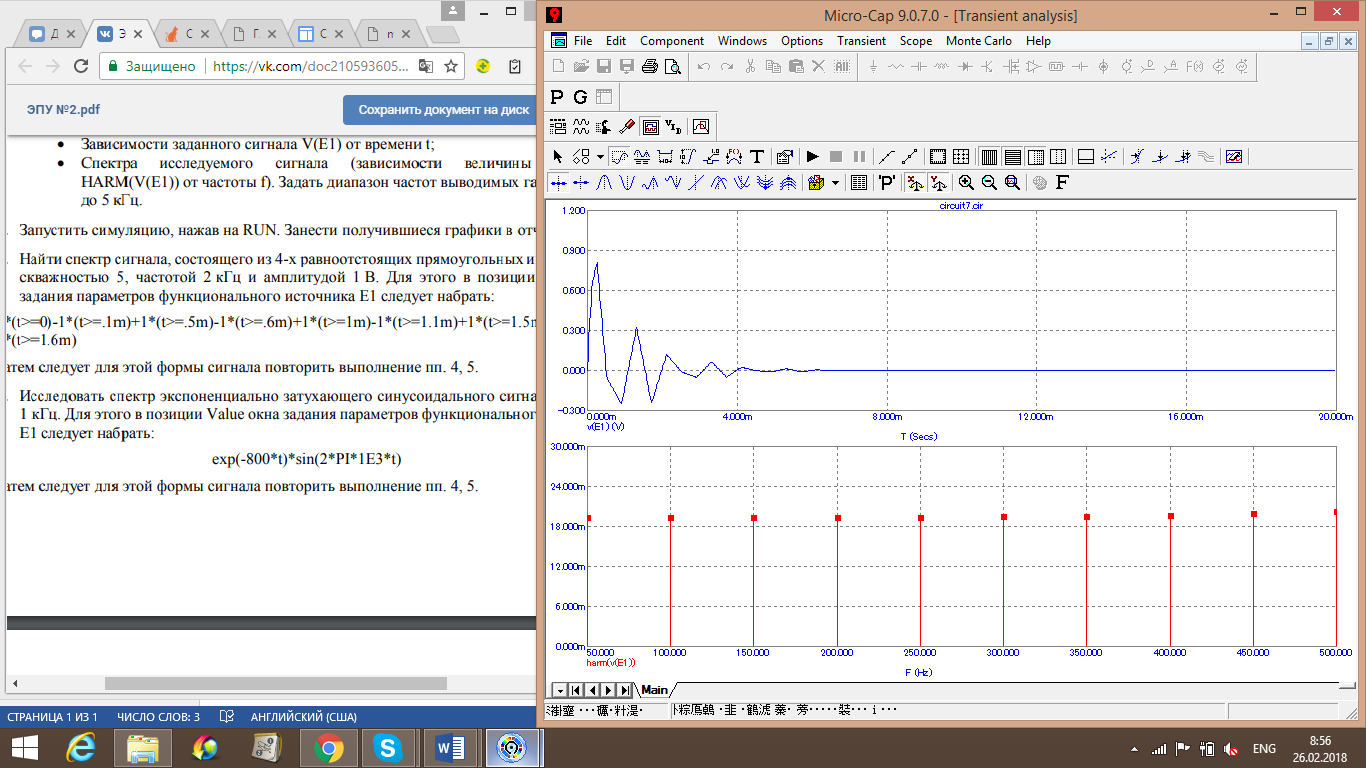 Micro-Cap 9.0.7.0 - [Transient analysis]
Д
Э
С
Г.
С
п
File Edit Component Windows Options Transient Scope Monte Carlo Help
Защищено
https://vk.com/doc210593605...
ЭПУ №2.pdf
Сохранить документ на диск
P G
'P'
F
• Зависимости заданного сигнала V(E1) от времени t;
• Спектра исследуемого сигнала (зависимости величины
HARM(V(E1)) от частоты f). Задать диапазон частот выводимых га
до 5 кГц.
Запустить симуляцию, нажав на RUN. Занести получившиеся графики в отч
Найти спектр сигнала, состоящего из 4-х равноотстоящих прямоугольных и
скважностью 5, частотой 2 кГц и амплитудой 1 В. Для этого в позиции
задания параметров функционального источника E1 следует набрать:
*(t>=0)-1*(t>=.1m)+1*(t>=.5m)-1*(t>=.6m)+1*(t>=1m)-1*(t>=1.1m)+1*(t>=1.5m
*(t>=1.6m)
атем следует для этой формы сигнала повторить выполнение пп. 4, 5.
Исследовать спектр экспоненциально затухающего синусоидального сигна
1 кГц. Для этого в позиции Value окна задания параметров функционального
E1 следует набрать:
exp(-800*t)*sin(2*PI*1E3*t)
атем следует для этой формы сигнала повторить выполнение пп. 4, 5.
circuit7.cir
1.200
0.900
0.600
0.300
0.000
-0.300
0.000m 4.000m 8.000m 12.000m 16.000m 20.000m
v(E1) (V)
T (Secs)
30.000m
24.000m
18.000m
12.000m
6.000m
0.000m
50.000 100.000 150.000 200.000 250.000 300.000 350.000 400.000 450.000 500.000
harm(v(E1))
F (Hz)
Main
СТРАНИЦА 1 ИЗ 1 ЧИСЛО СЛОВ: 3 АНГЛИЙСКИЙ (США)
ENG
8:56
26.02.2018